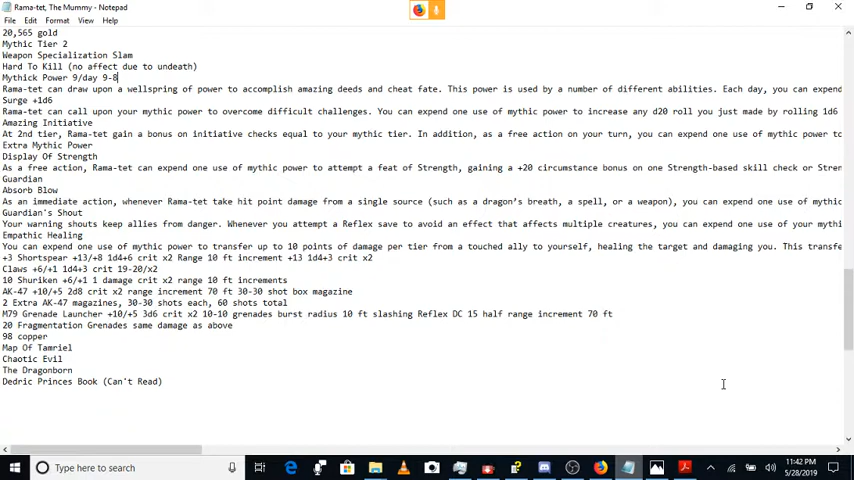 Rama-tet, The Mummy - Notepad
File Edit Format View Help
20,565 gold
Mythic Tier 2
Weapon Specialization Slam
Hard To Kill (no affect due to undeath)
Mythick Power 9/day 9-8
Rama-tet can draw upon a wellspring of power to accomplish amazing deeds and cheat fate. This power is used by a number of different abilities. Each day, you can expend
Surge +1d6
Rama-tet can call upon your mythic power to overcome difficult challenges. You can expend one use of mythic power to increase any d20 roll you just made by rolling 1d6
Amazing Initiative
At 2nd tier, Rama-tet gain a bonus on initiative checks equal to your mythic tier. In addition, as a free action on your turn, you can expend one use of mythic power to
Extra Mythic Power
Display Of Strength
As a free action, Rama-tet can expend one use of mythic power to attempt a feat of Strength, gaining a +20 circumstance bonus on one Strength-based skill check or Stren
Guardian
Absorb Blow
As an immediate action, whenever Rama-tet take hit point damage from a single source (such as a dragon's breath, a spell, or a weapon), you can expend one use of mythic
Guardian's Shout
Your warning shouts keep allies from danger. Whenever you attempt a Reflex save to avoid an effect that affects multiple creatures, you can expend one use of your mythi
Empathic Healing
You can expend one use of mythic power to transfer up to 10 points of damage per tier from a touched ally to yourself, healing the target and damaging you. This transfe
+3 Shortspear +13/+8 1d4+6 crit x2 Range 10 ft increment +13 1d4+3 crit x2
Claws +6/+1 1d4+3 crit 19-20/x2
10 Shuriken +6/+1 1 damage crit x2 range 10 ft increments
AK-47 +10/+5 2d8 crit x2 range increment 70 ft 30-30 shot box magazine
2 Extra AK-47 magazines, 30-30 shots each, 60 shots total
M79 Grenade Launcher +10/+5 3d6 crit x2 10-10 grenades burst radius 10 ft slashing Reflex DC 15 half range increment 70 ft
20 Fragmentation Grenades same damage as above
98 copper
Map Of Tamriel
Chaotic Evil
The Dragonborn
Dedric Princes Book (Can't Read)
Type here to search
11:42 PM
5/28/2019